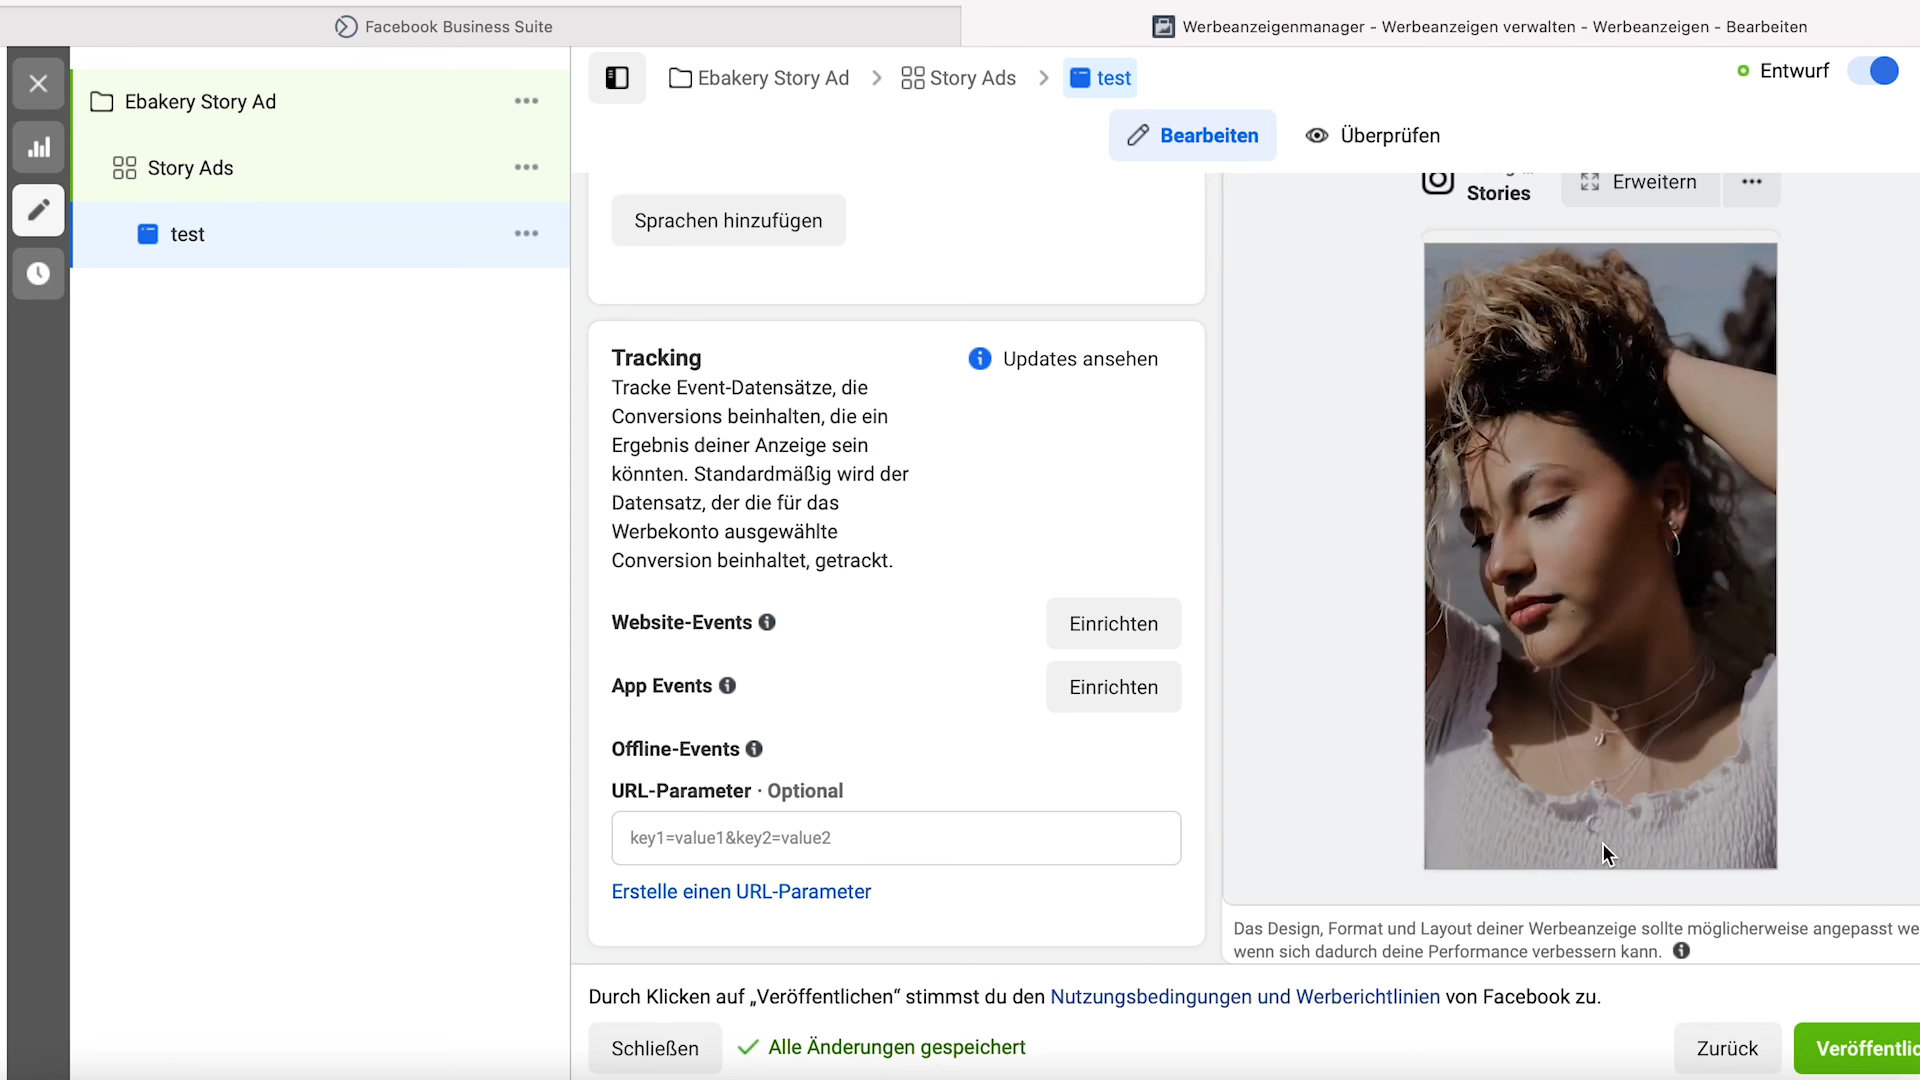 Facebook Business Suite
Werbeanzeigenmanager - Werbeanzeigen verwalten - Werbeanzeigen - Bearbeiten
Ebakery Story Ad
Story Ads
test
Ebakery Story Ad
Story Ads
test
Entwurf
Bearbeiten
Überprüfen
Stories
Erweitern
Sprachen hinzufügen
Tracking
Updates ansehen
Tracke Event-Datensätze, die
Conversions beinhalten, die ein
Ergebnis deiner Anzeige sein
könnten. Standardmäßig wird der
Datensatz, der die für das
Werbekonto ausgewählte
Conversion beinhaltet, getrackt.
Website-Events
Einrichten
App Events
Einrichten
Offline-Events
URL-Parameter · Optional
key1=value1&key2=value2
Erstelle einen URL-Parameter
Das Design, Format und Layout deiner Werbeanzeige sollte möglicherweise angepasst we
wenn sich dadurch deine Performance verbessern kann.
Durch Klicken auf „Veröffentlichen“ stimmst du den Nutzungsbedingungen und Werberichtlinien von Facebook zu.
Schließen
Alle Änderungen gespeichert
Zurück
Veröffentlic